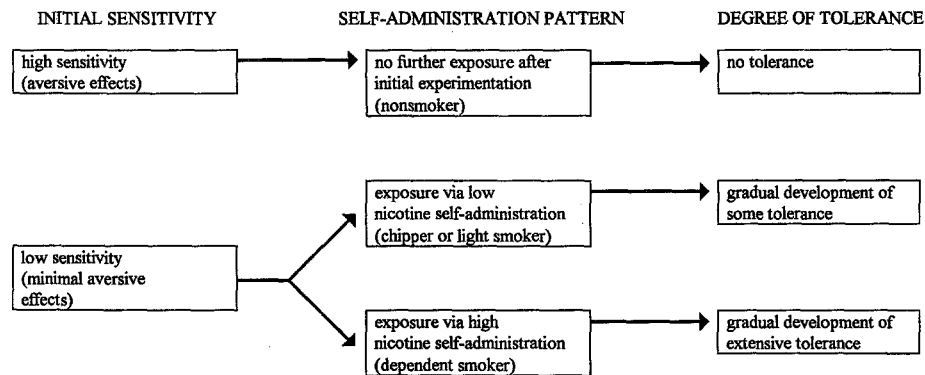 INITIAL SENSITIVITY
SELF-ADMINISTRATION PATTERN
DEGREE OF TOLERANCE
high sensitivity
(aversive effects)
no further exposure after
initial experimentation
(nonsmoker)
no tolerance
low sensitivity
(minimal aversive
effects)
exposure via low
nicotine self-administration
(chipper or light smoker)
gradual development of
some tolerance
exposure via high
nicotine self-administration
(dependent smoker)
gradual development of
extensive tolerance